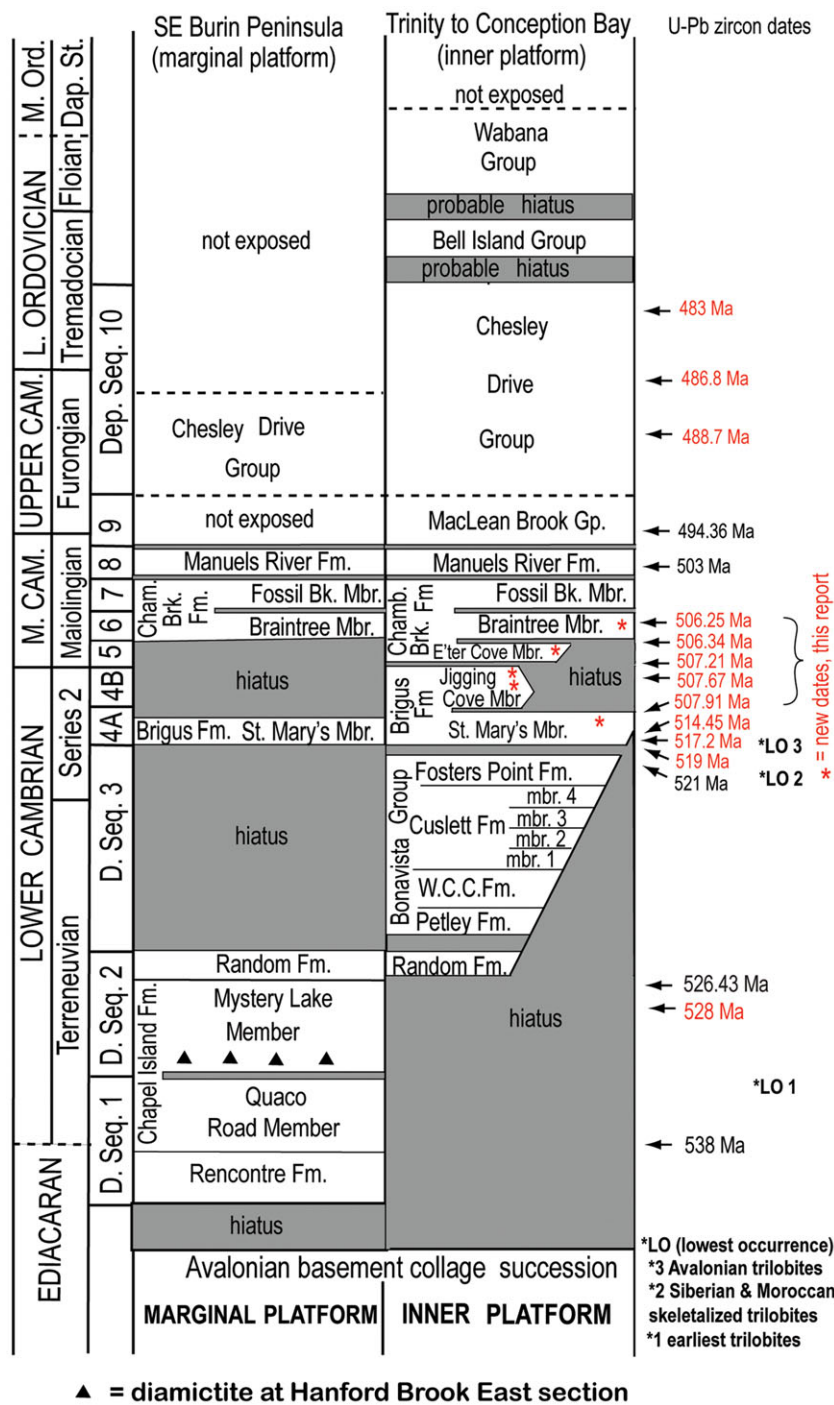 SE Burin Peninsula
(marginal platform)
Trinity to Conception Bay
(inner platform)
U-Pb zircon dates
M. Ord.
L. ORDOVICIAN
UPPER CAM.
M. CAM.
LOWER CAMBRIAN
EDIACARAN
Dap. St.
Floian
Tremadocian
Furongian
Maiolingian
Series 2
Terreneuvian
Dep. Seq. 10
9
8
7
6
5
4B
4A
D. Seq. 3
D. Seq. 2
D. Seq. 1
not exposed
Chesley Drive
Group
not exposed
Manuels River Fm.
Cham.
Brk. Fm.
Fossil Bk. Mbr.
Braintree Mbr.
hiatus
Brigus Fm. St. Mary's Mbr.
hiatus
Random Fm.
Chapel Island Fm.
Mystery Lake
Member
Quaco
Road Member
Rencontre Fm.
hiatus
not exposed
Wabana
Group
probable hiatus
Bell Island Group
probable hiatus
Chesley
Drive
Group
MacLean Brook Gp.
Manuels River Fm.
Chamb.
Brk. Fm
Fossil Bk. Mbr.
Braintree Mbr. *
E'ter Cove Mbr. *
Brigus
Fm
Jigging *
Cove Mbr *
hiatus
St. Mary's Mbr. *
Bonavista Group
Fosters Point Fm.
Cuslett Fm
mbr. 4
mbr. 3
mbr. 2
mbr. 1
W.C.C.Fm.
Petley Fm.
Random Fm.
hiatus
483 Ma
486.8 Ma
488.7 Ma
494.36 Ma
503 Ma
506.25 Ma
506.34 Ma
507.21 Ma
507.67 Ma
507.91 Ma
514.45 Ma
517.2 Ma *LO 3
519 Ma
521 Ma *LO 2
526.43 Ma
528 Ma
*LO 1
538 Ma
* = new dates, this report
Avalonian basement collage succession
MARGINAL PLATFORM
INNER PLATFORM
*LO (lowest occurrence)
*3 Avalonian trilobites
*2 Siberian & Moroccan
skeletalized trilobites
*1 earliest trilobites
▲ = diamictite at Hanford Brook East section